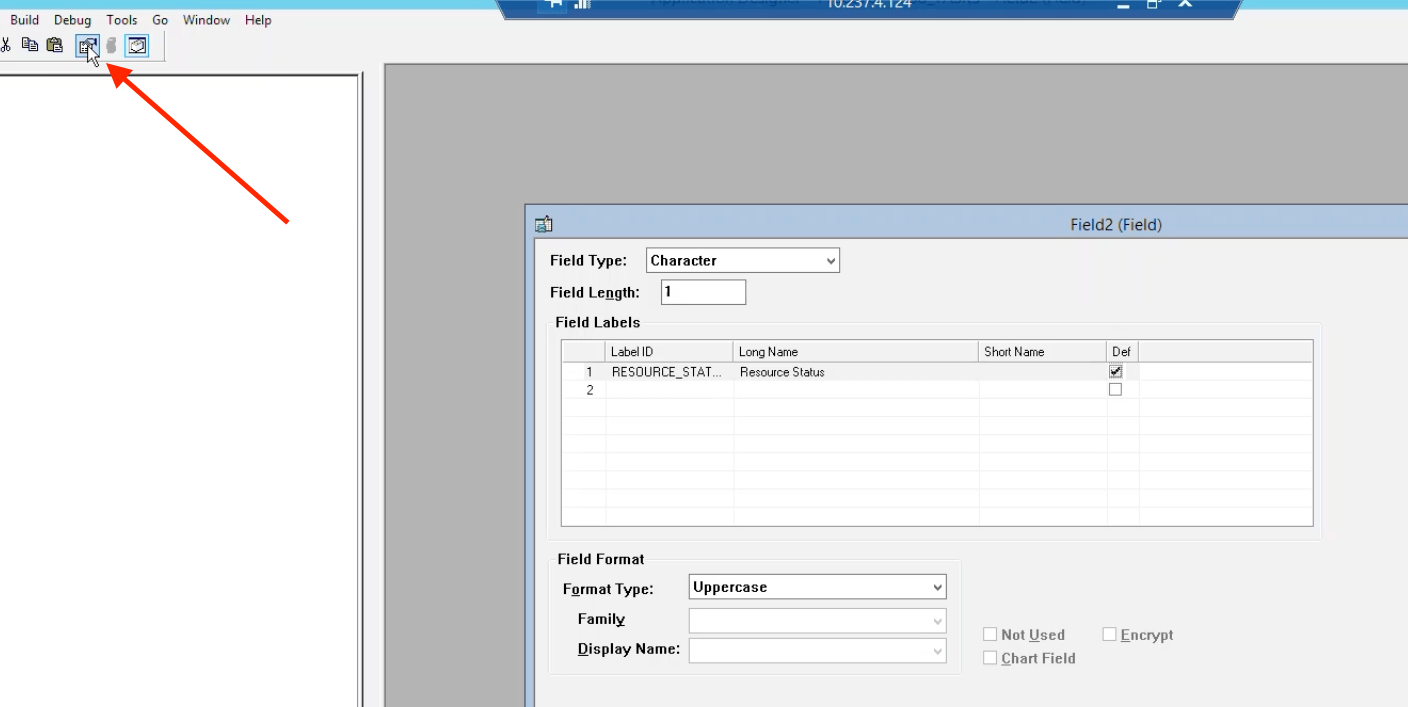 10.237.4.124
Build Debug Tools Go Window Help
Field2 (Field)
Field Type: Character
Field Length: 1
Field Labels
Label ID Long Name Short Name Def
1 RESOURCE_STAT... Resource Status
2
Field Format
Format Type: Uppercase
Family
Display Name:
Not Used Encrypt
Chart Field